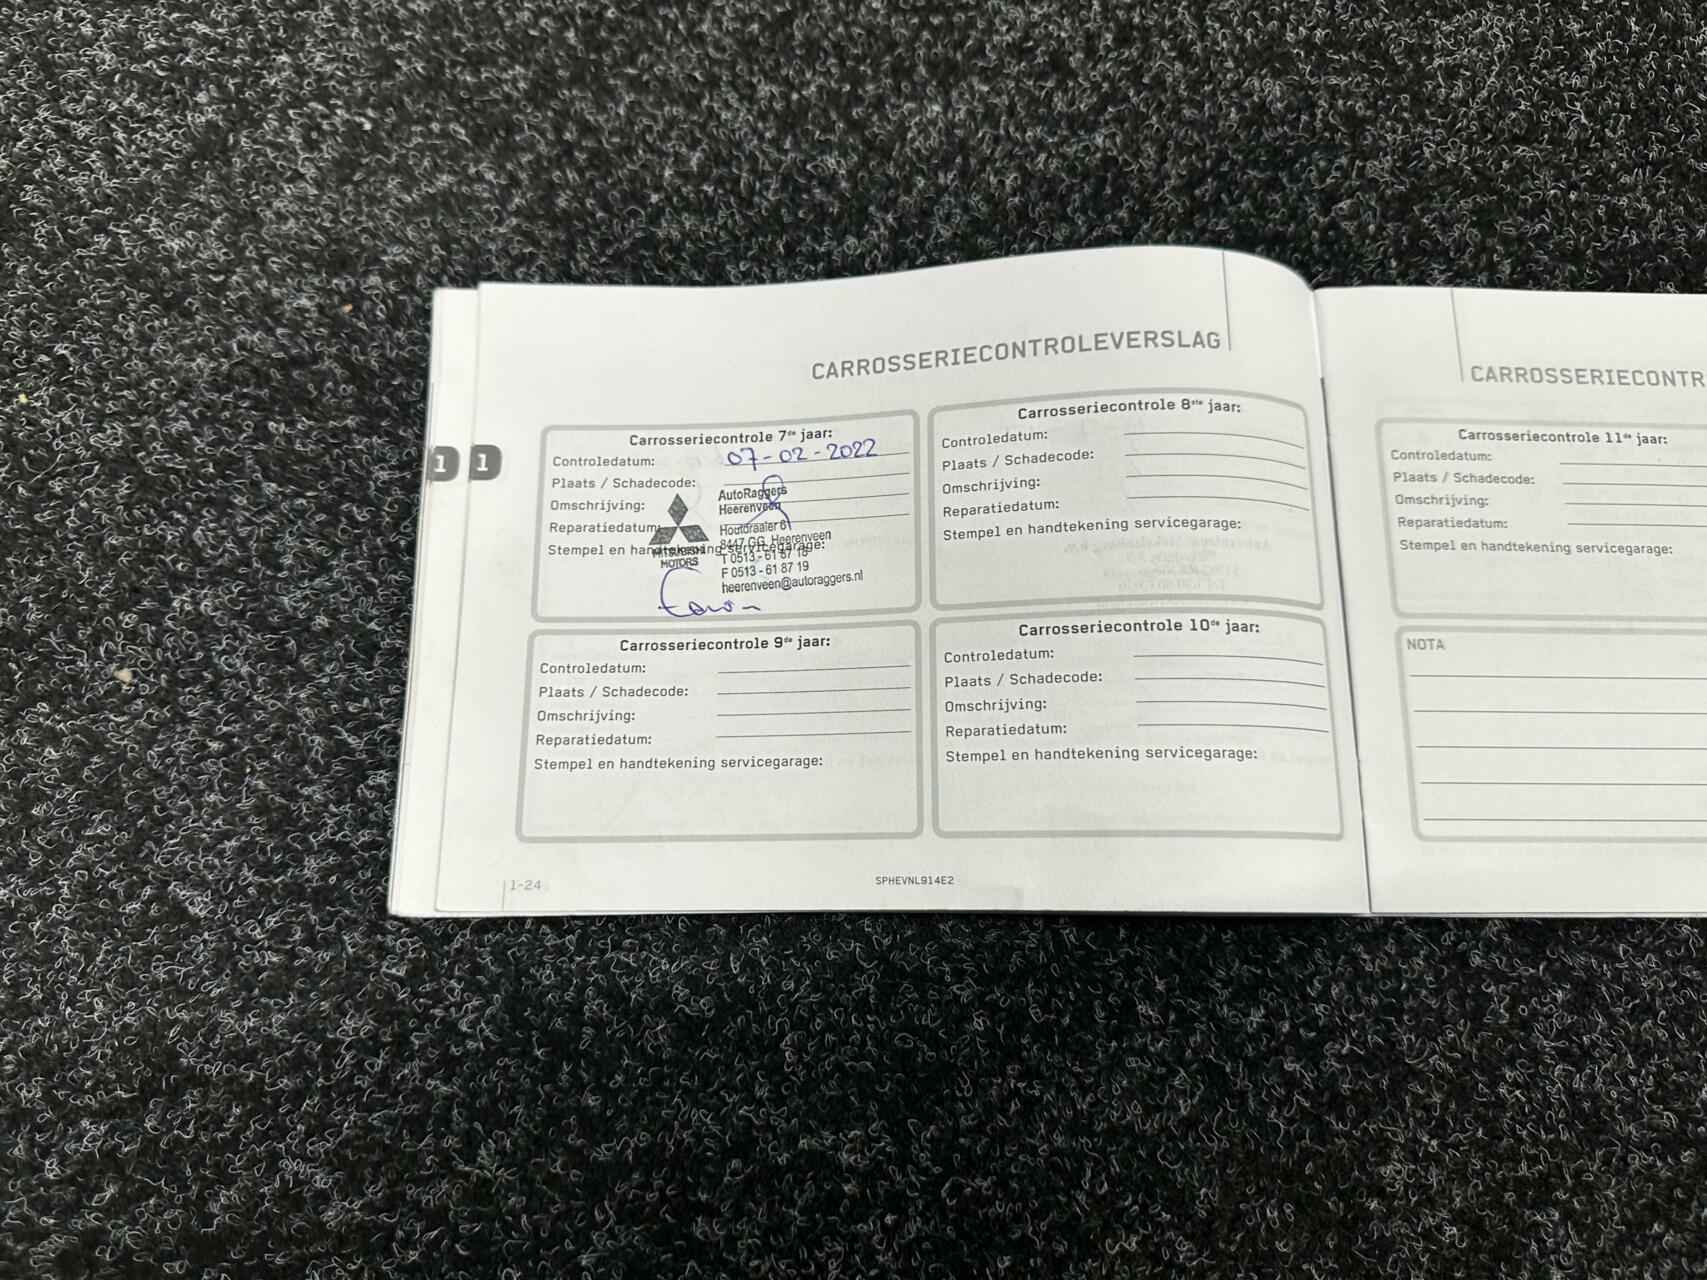 CARROSSERIECONTROLEVERSLAG
1 1
Carrosseriecontrole 7de jaar:
Controledatum: 07-02-2022
Plaats / Schadecode:
Omschrijving:
Reparatiedatum:
Stempel en handtekening servicegarage:
MITSUBISHI
MOTORS
AutoRaggers
Heerenveen
Houtdraaier 61
8447 GG Heerenveen
T 0513 - 61 87 18
F 0513 - 61 87 19
heerenveen@autoraggers.nl
Carrosseriecontrole 8ste jaar:
Controledatum:
Plaats / Schadecode:
Omschrijving:
Reparatiedatum:
Stempel en handtekening servicegarage:
Carrosseriecontrole 9de jaar:
Controledatum:
Plaats / Schadecode:
Omschrijving:
Reparatiedatum:
Stempel en handtekening servicegarage:
Carrosseriecontrole 10de jaar:
Controledatum:
Plaats / Schadecode:
Omschrijving:
Reparatiedatum:
Stempel en handtekening servicegarage:
1-24
SPHEVNL914E2
CARROSSERIECONTR
Carrosseriecontrole 11de jaar:
Controledatum:
Plaats / Schadecode:
Omschrijving:
Reparatiedatum:
Stempel en handtekening servicegarage:
NOTA